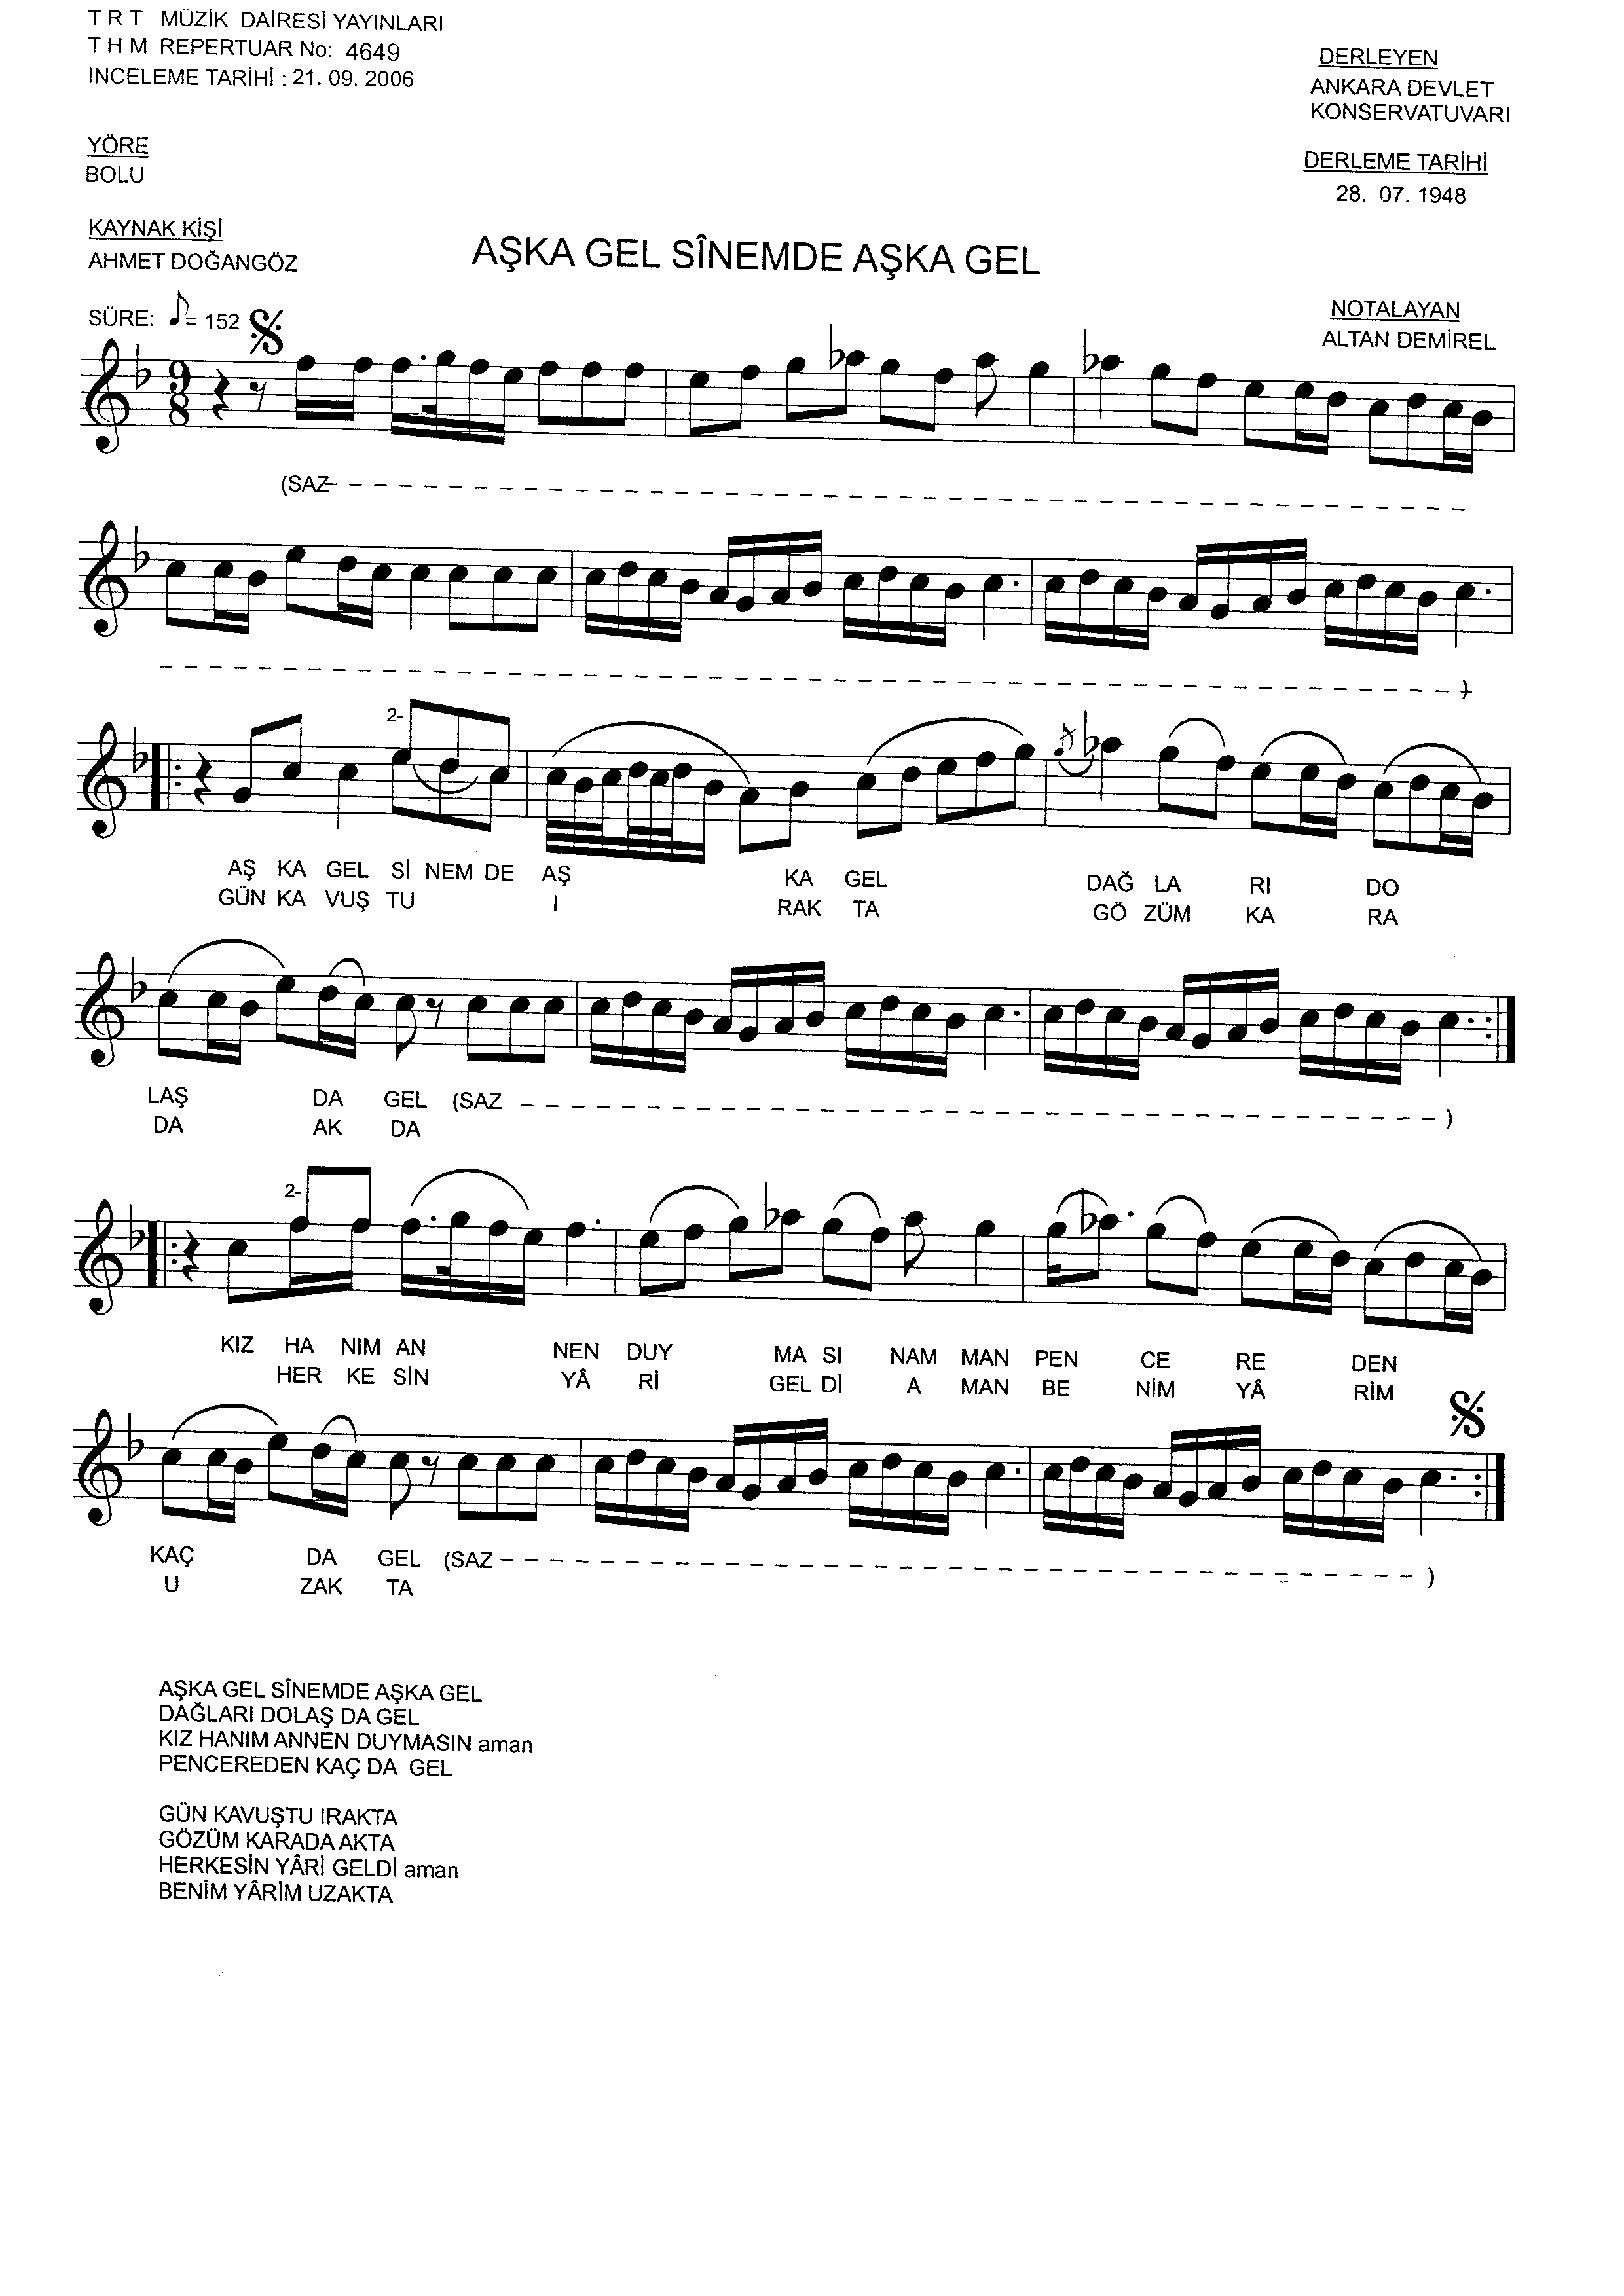 T R T MÜZİK DAİRESİ YAYINLARI
T H M REPERTUAR No: 4649
INCELEME TARİHİ : 21. 09. 2006
DERLEYEN
ANKARA DEVLET
KONSERVATUVARI
YÖRE
BOLU
DERLEME TARİHİ
28. 07. 1948
KAYNAK KİŞİ
AHMET DOĞANGÖZ
AŞKA GEL SÎNEMDE AŞKA GEL
SÜRE: ♪= 152
NOTALAYAN
ALTAN DEMİREL
9
8
(SAZ
)
2-
AŞ KA GEL Sİ NEM DE AŞ KA GEL DAĞ LA RI DO
GÜN KA VUŞ TU I RAK TA GÖ ZÜM KA RA
LAŞ DA GEL (SAZ )
DA AK DA
2-
KIZ HA NIM AN NEN DUY MA SI NAM MAN PEN CE RE DEN
HER KE SİN YÂ Rİ GEL Dİ A MAN BE NİM YÂ RİM
KAÇ DA GEL (SAZ )
U ZAK TA
AŞKA GEL SÎNEMDE AŞKA GEL
DAĞLARI DOLAŞ DA GEL
KIZ HANIM ANNEN DUYMASIN aman
PENCEREDEN KAÇ DA GEL
GÜN KAVUŞTU IRAKTA
GÖZÜM KARADA AKTA
HERKESİN YÂRİ GELDİ aman
BENİM YÂRİM UZAKTA